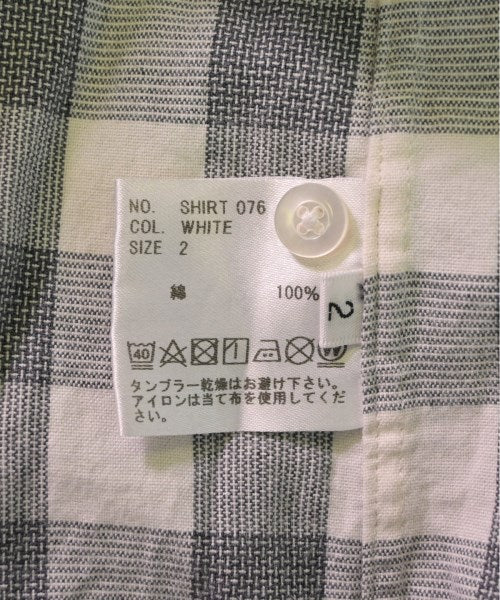 NO. SHIRT 076
COL. WHITE
SIZE 2
綿 100%
2
40
タンブラー乾燥はお避け下さい。
アイロンは当て布を使用してくだ